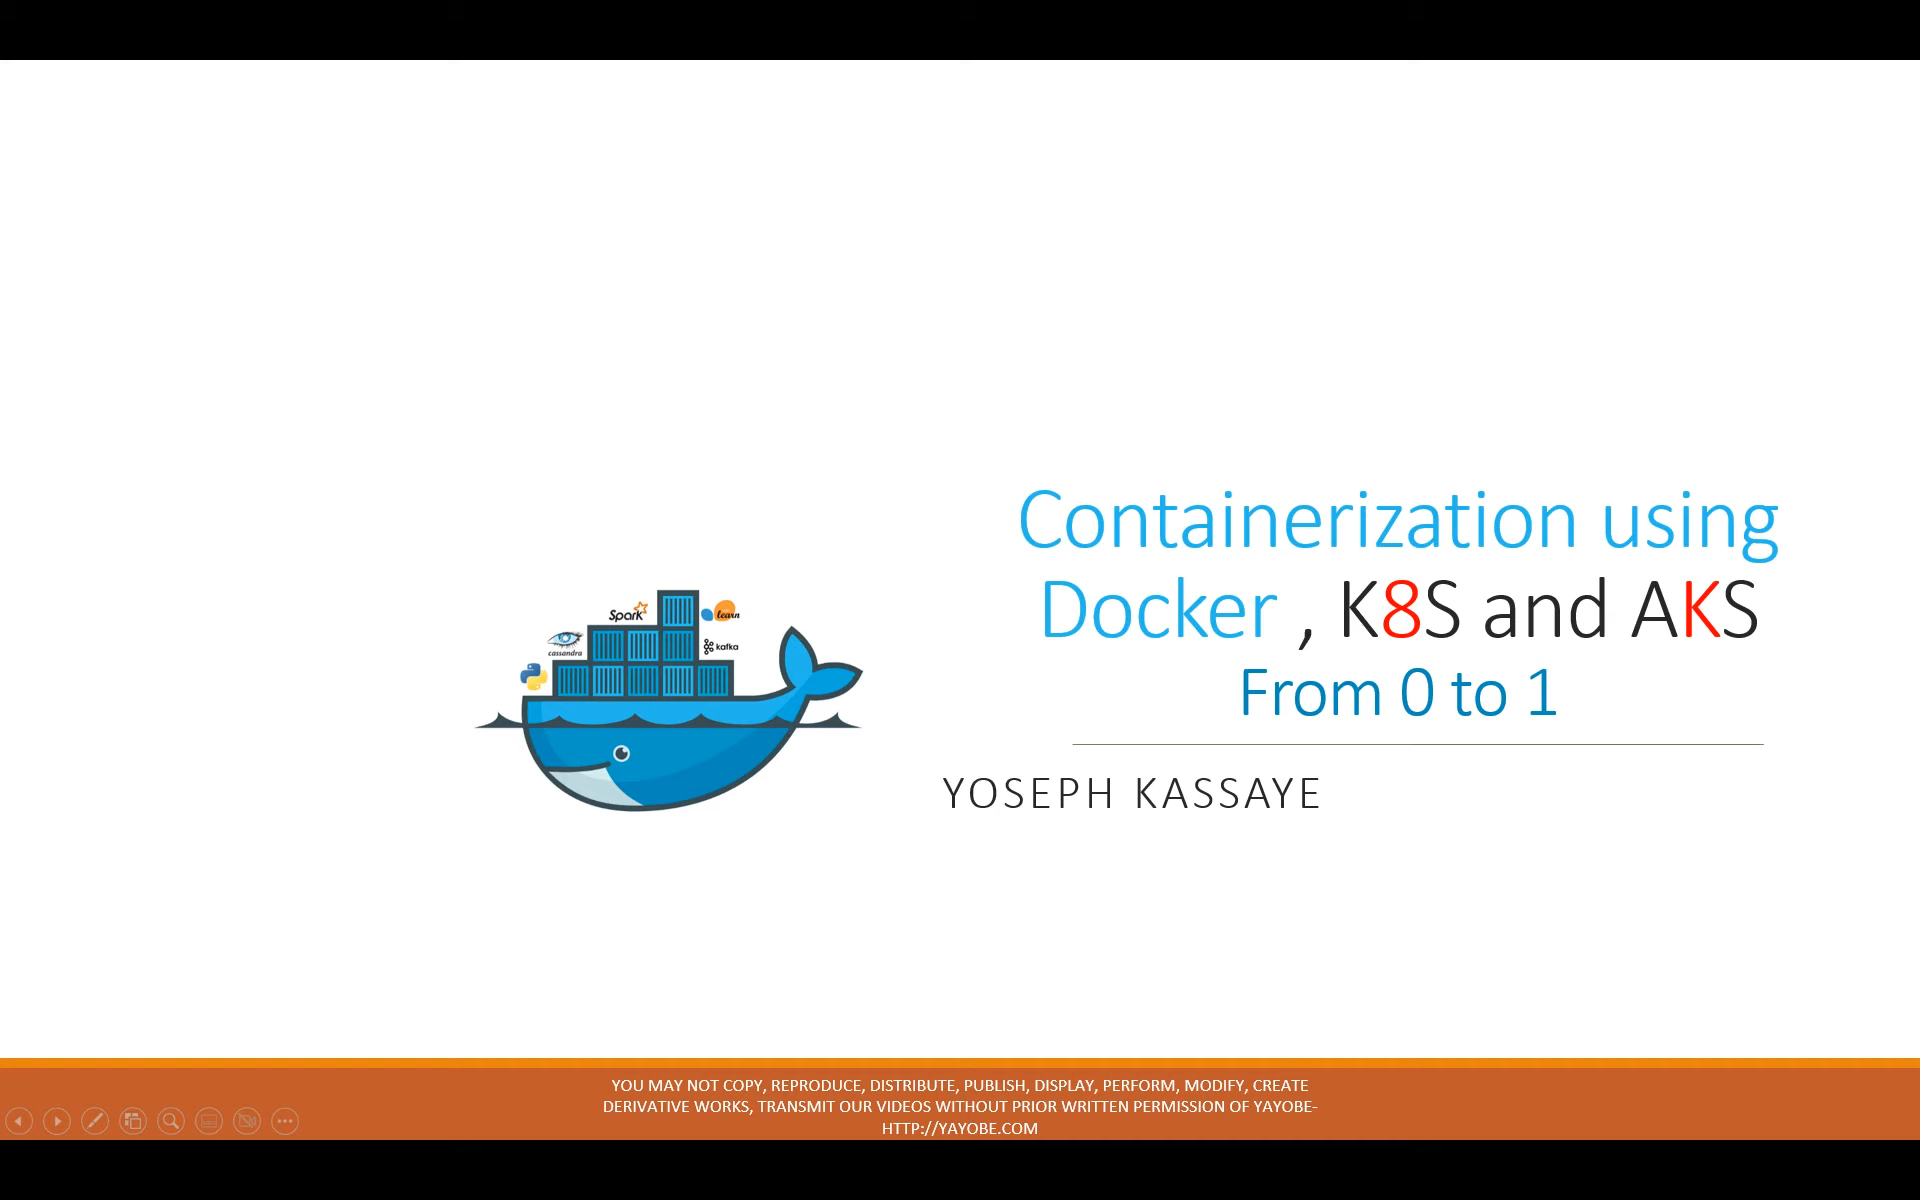 Containerization using
Docker , K8S and AKS
From 0 to 1
YOSEPH KASSAYE
Spark
learn
cassandra
kafka
YOU MAY NOT COPY, REPRODUCE, DISTRIBUTE, PUBLISH, DISPLAY, PERFORM, MODIFY, CREATE
DERIVATIVE WORKS, TRANSMIT OUR VIDEOS WITHOUT PRIOR WRITTEN PERMISSION OF YAYOBE-
HTTP://YAYOBE.COM